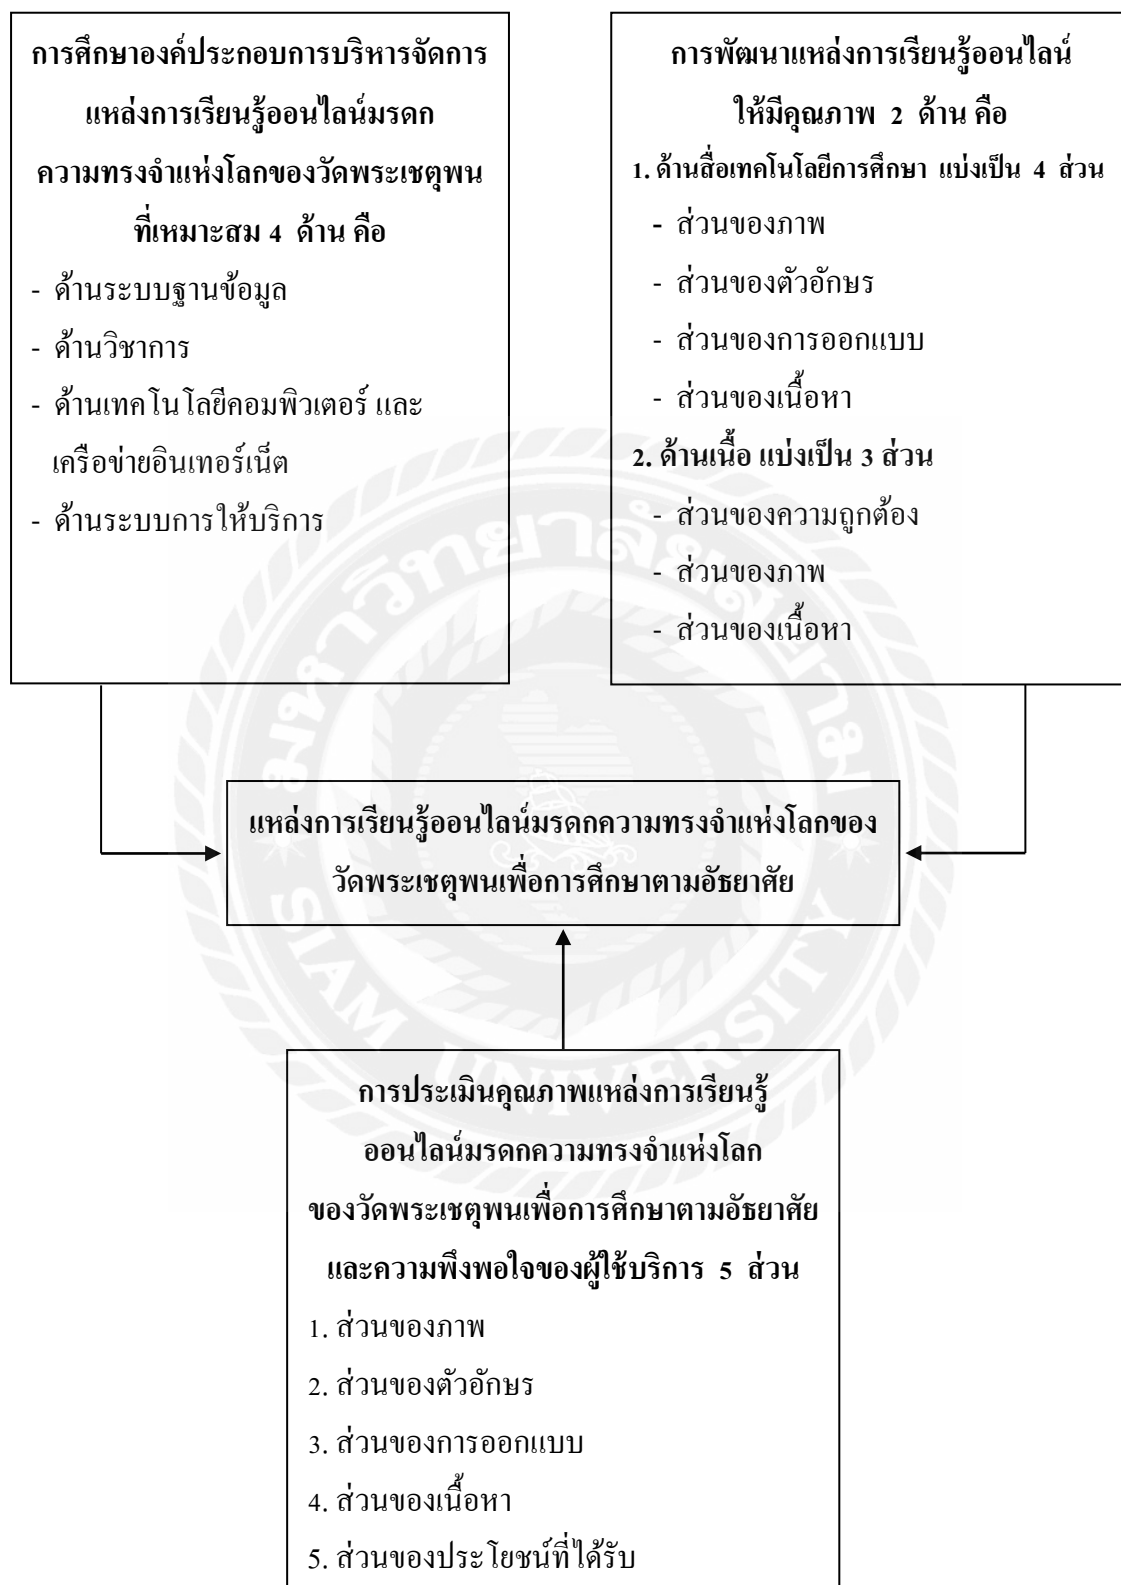 การศึกษาองค์ประกอบการบริหารจัดการ
แหล่งการเรียนรู้ออนไลน์มรดก
ความทรงจำแห่งโลกของวัดพระเชตุพน
ที่เหมาะสม 4 ด้าน คือ
- ด้านระบบฐานข้อมูล
- ด้านวิชาการ
- ด้านเทคโนโลยีคอมพิวเตอร์ และ
เครือข่ายอินเทอร์เน็ต
- ด้านระบบการให้บริการ
การพัฒนาแหล่งการเรียนรู้ออนไลน์
ให้มีคุณภาพ 2 ด้าน คือ
1. ด้านสื่อเทคโนโลยีการศึกษา แบ่งเป็น 4 ส่วน
- ส่วนของภาพ
- ส่วนของตัวอักษร
- ส่วนของการออกแบบ
- ส่วนของเนื้อหา
2. ด้านเนื้อ แบ่งเป็น 3 ส่วน
- ส่วนของความถูกต้อง
- ส่วนของภาพ
- ส่วนของเนื้อหา
แหล่งการเรียนรู้ออนไลน์มรดกความทรงจำแห่งโลกของ
วัดพระเชตุพนเพื่อการศึกษาตามอัธยาศัย
การประเมินคุณภาพแหล่งการเรียนรู้
ออนไลน์มรดกความทรงจำแห่งโลก
ของวัดพระเชตุพนเพื่อการศึกษาตามอัธยาศัย
และความพึงพอใจของผู้ใช้บริการ 5 ส่วน
1. ส่วนของภาพ
2. ส่วนของตัวอักษร
3. ส่วนของการออกแบบ
4. ส่วนของเนื้อหา
5. ส่วนของประโยชน์ที่ได้รับ
มหาวิทยาลัยสยาม
SIAM UNIVERSITY